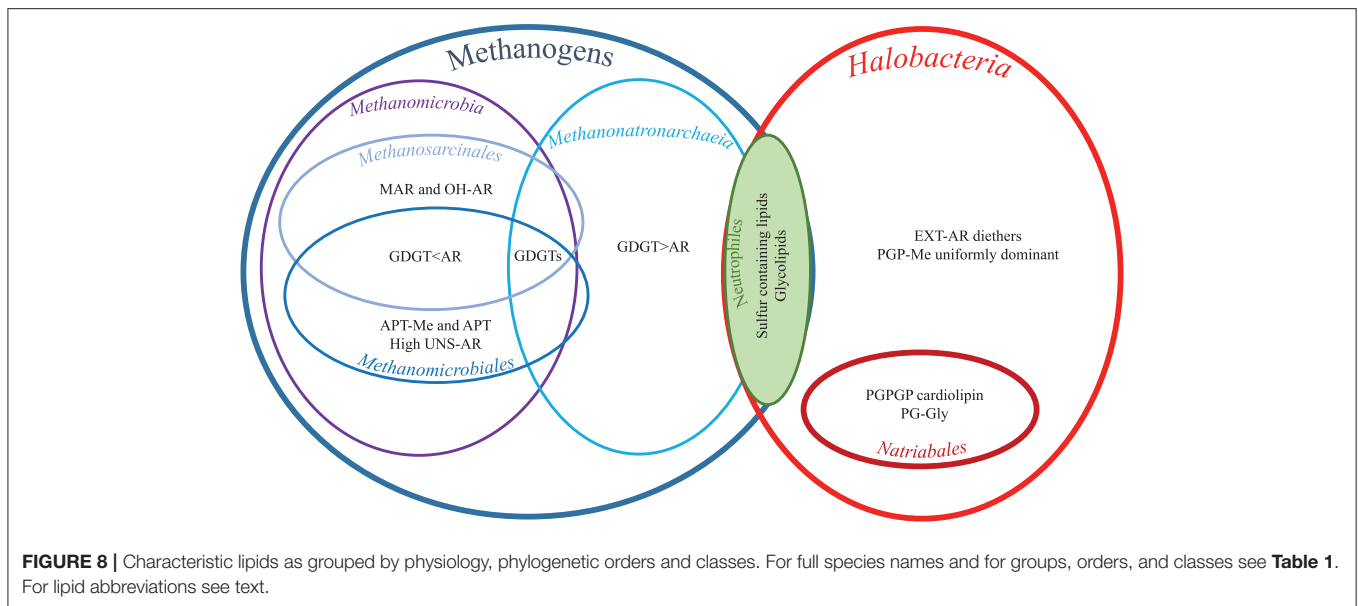 Methanogens
Halobacteria
Methanomicrobia
Methanonatronarchaeia
Methanosarcinales
MAR and OH-AR
GDGT<AR
GDGTs
GDGT>AR
APT-Me and APT
High UNS-AR
Methanomicrobiales
Neutrophiles
Sulfur containing lipids
Glycolipids
EXT-AR diethers
PGP-Me uniformly dominant
PGPGP cardiolipin
PG-Gly
Natriabales
FIGURE 8 | Characteristic lipids as grouped by physiology, phylogenetic orders and classes. For full species names and for groups, orders, and classes see Table 1.
For lipid abbreviations see text.